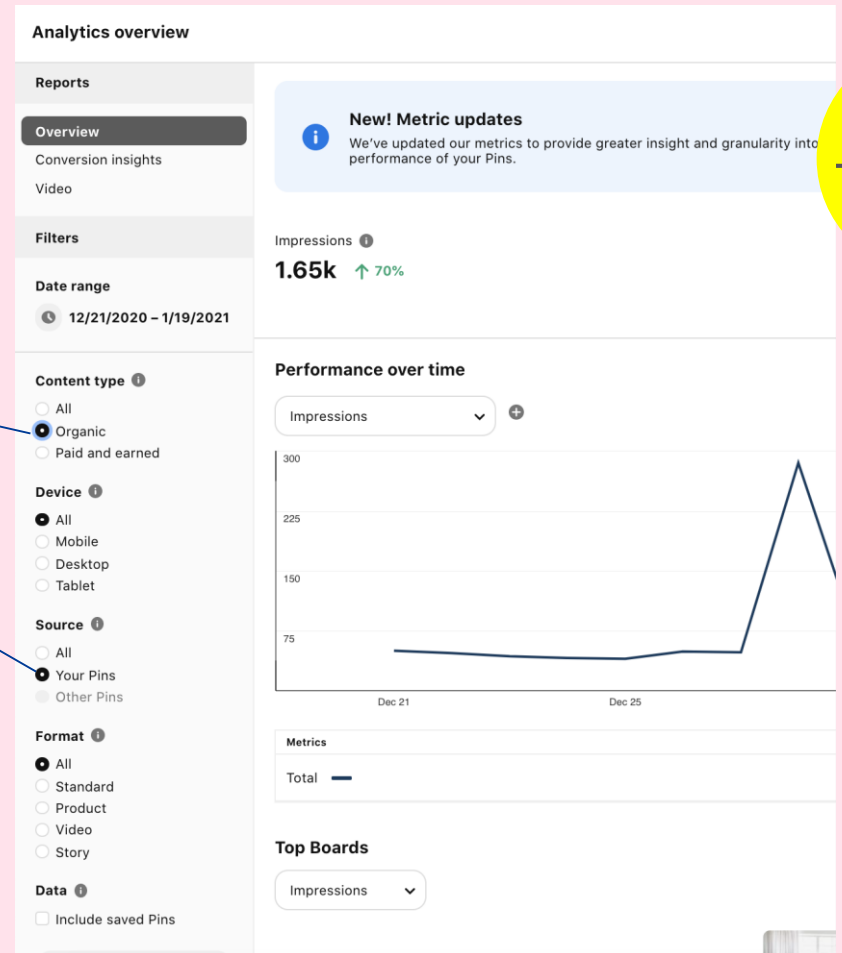 Analytics overview
Reports
Overview
Conversion insights
Video
Filters
Date range
12/21/2020 – 1/19/2021
Content type
All
Organic
Paid and earned
Device
All
Mobile
Desktop
Tablet
Source
All
Your Pins
Other Pins
Format
All
Standard
Product
Video
Story
Data
Include saved Pins
New! Metric updates
We've updated our metrics to provide greater insight and granularity into
performance of your Pins.
Impressions
1.65k ↑ 70%
Performance over time
Impressions
300
225
150
75
Dec 21 Dec 25
Metrics
Total
Top Boards
Impressions